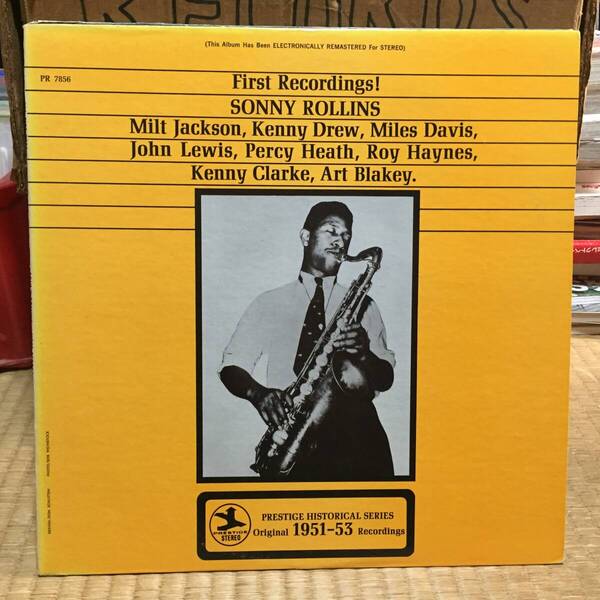 RECORDS
(This Album Has Been ELECTRONICALLY REMASTERED For STEREO)
PR 7856
First Recordings!
SONNY ROLLINS
Milt Jackson, Kenny Drew, Miles Davis,
John Lewis, Percy Heath, Roy Haynes,
Kenny Clarke, Art Blakey.
PRESTIGE
STEREO
PRESTIGE HISTORICAL SERIES
Original 1951-53 Recordings